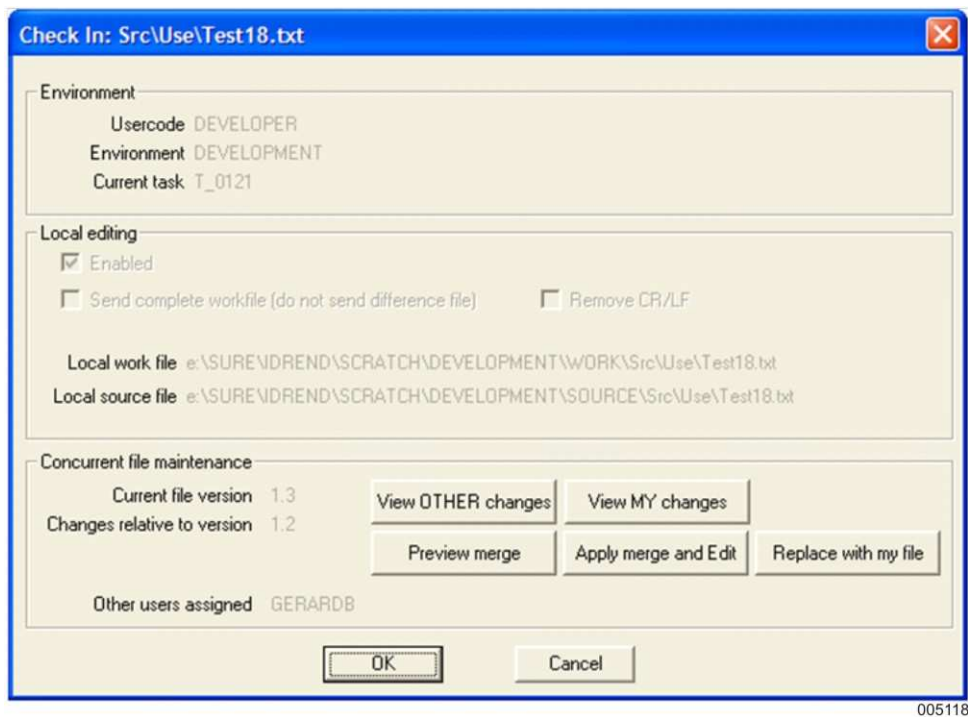 Check In: Src\Use\Test18.txt
Environment
Usercode DEVELOPER
Environment DEVELOPMENT
Current task T_0121
Local editing
Enabled
Send complete workfile (do not send difference file) Remove CR/LF
Local work file e:\SURE\IDREND\SCRATCH\DEVELOPMENT\WORK\Src\Use\Test18.txt
Local source file e:\SURE\IDREND\SCRATCH\DEVELOPMENT\SOURCE\Src\Use\Test18.txt
Concurrent file maintenance
Current file version 1.3 View OTHER changes View MY changes
Changes relative to version 1.2
Preview merge Apply merge and Edit Replace with my file
Other users assigned GERARDB
OK Cancel
005118